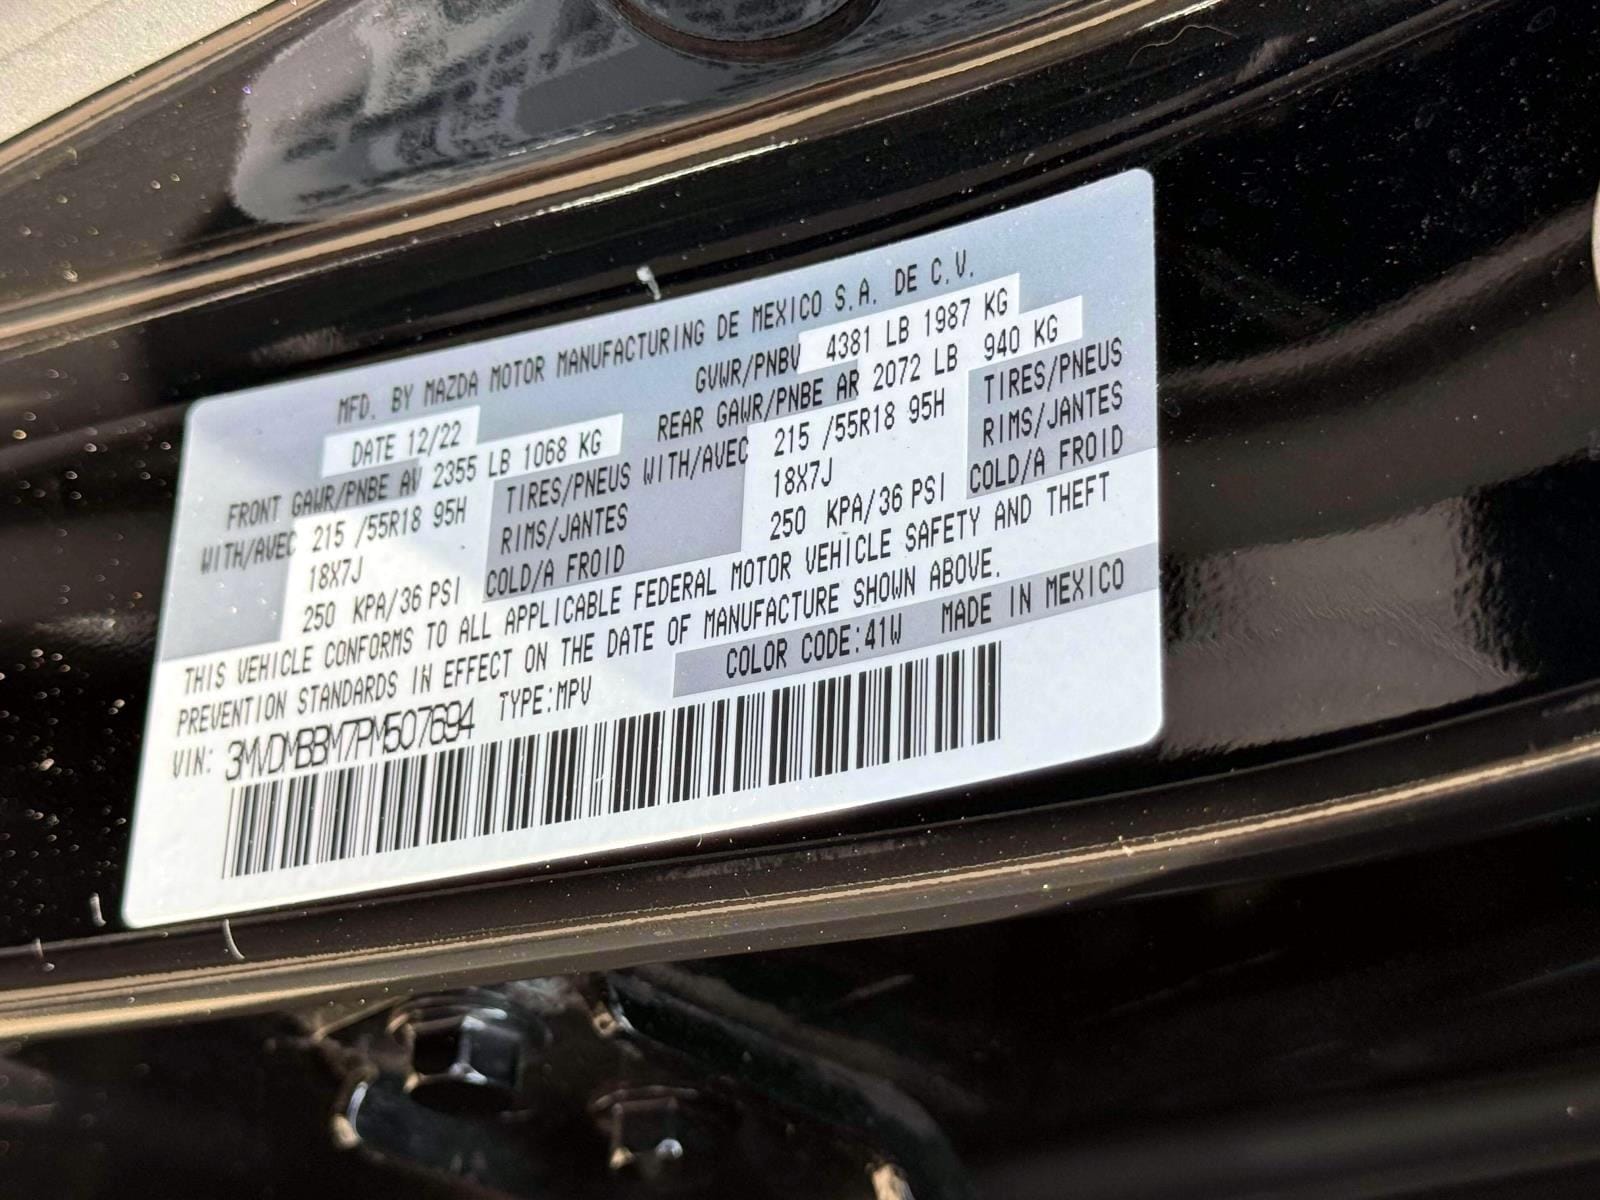 MFD. BY MAZDA MOTOR MANUFACTURING DE MEXICO S.A. DE C.V.
DATE 12/22 GVWR/PNBV 4381 LB 1987 KG
FRONT GAWR/PNBE AV 2355 LB 1068 KG REAR GAWR/PNBE AR 2072 LB 940 KG
WITH/AVEC 215 /55R18 95H TIRES/PNEUS WITH/AVEC 215 /55R18 95H TIRES/PNEUS
18X7J RIMS/JANTES 18X7J RIMS/JANTES
250 KPA/36 PSI COLD/A FROID 250 KPA/36 PSI COLD/A FROID
THIS VEHICLE CONFORMS TO ALL APPLICABLE FEDERAL MOTOR VEHICLE SAFETY AND THEFT
PREVENTION STANDARDS IN EFFECT ON THE DATE OF MANUFACTURE SHOWN ABOVE.
VIN: 3MVDMBBM7PM507694 TYPE:MPV COLOR CODE:41W MADE IN MEXICO